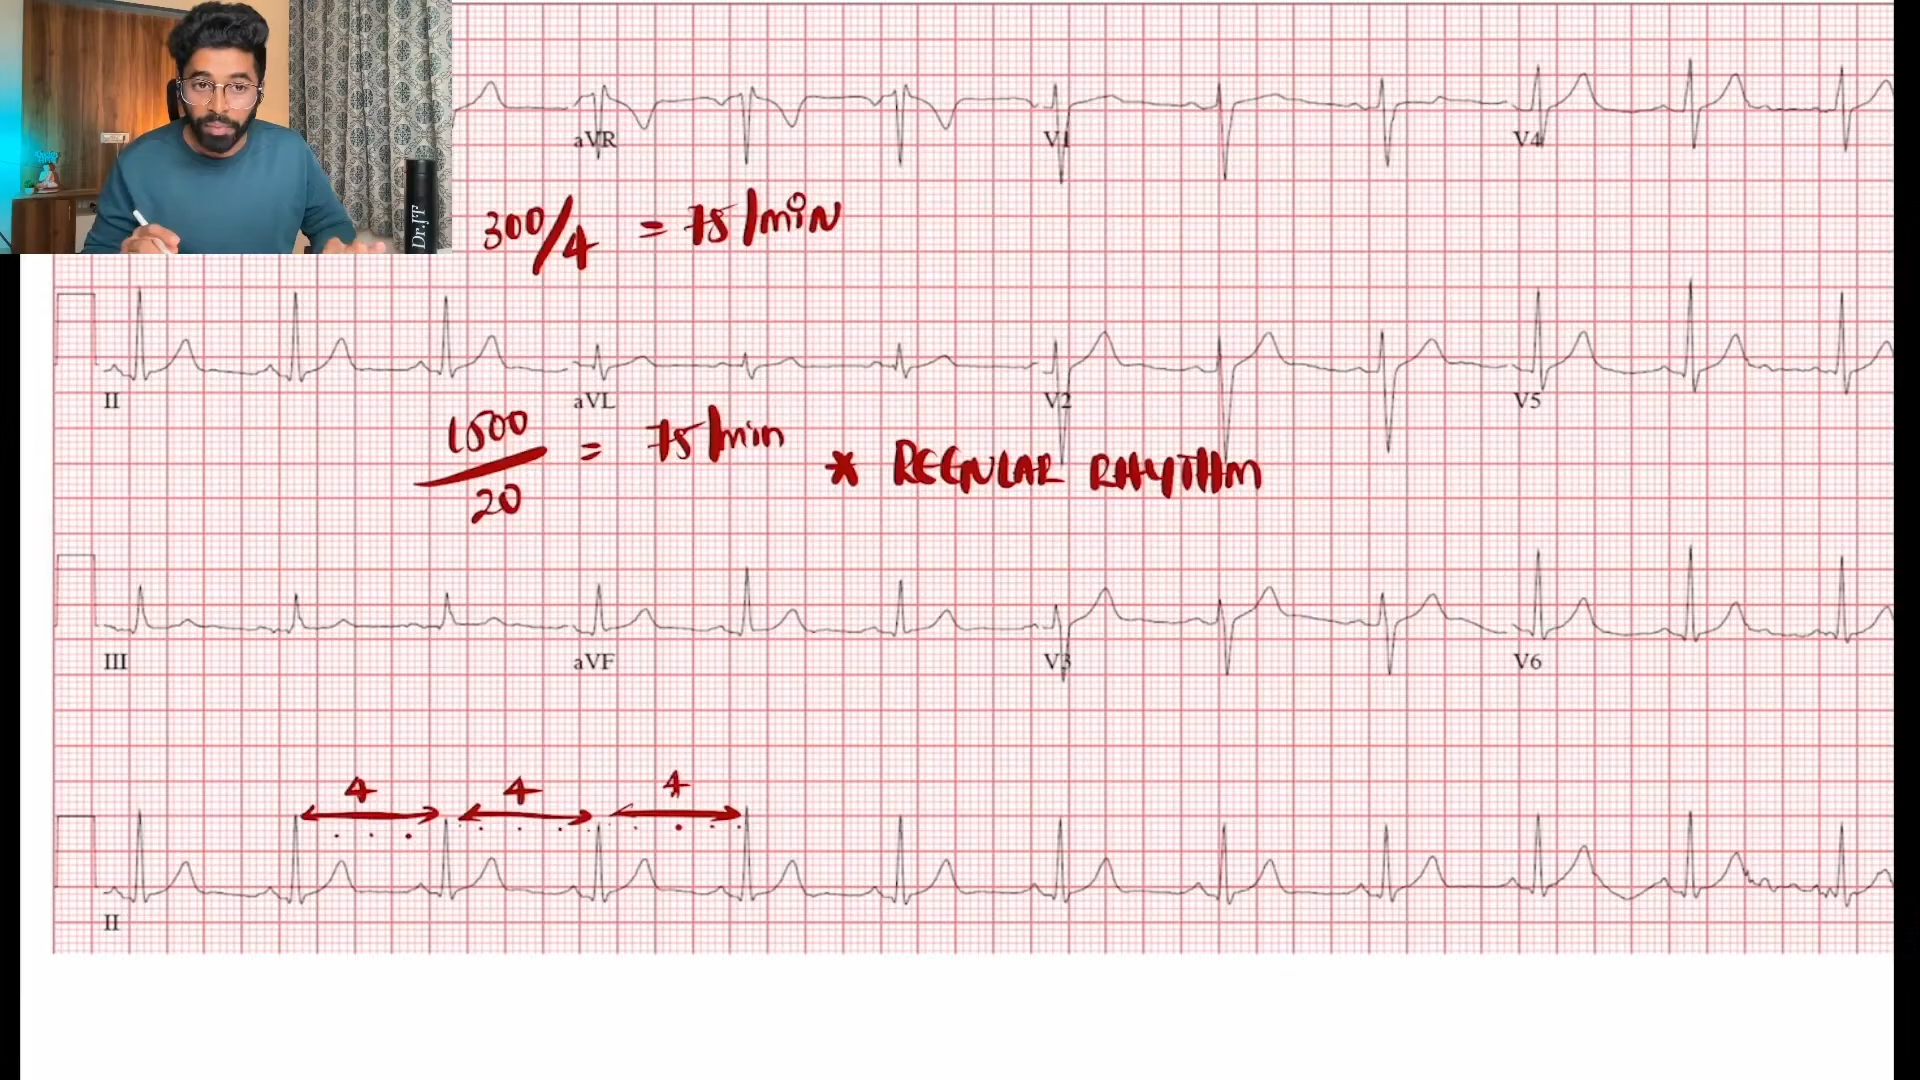 aVR V1 V4
Dr.JT
300/4 = 75/min
II aVL V2 V5
1500/20 = 75/min
* REGULAR RHYTHM
III aVF V3 V6
4 4 4
II